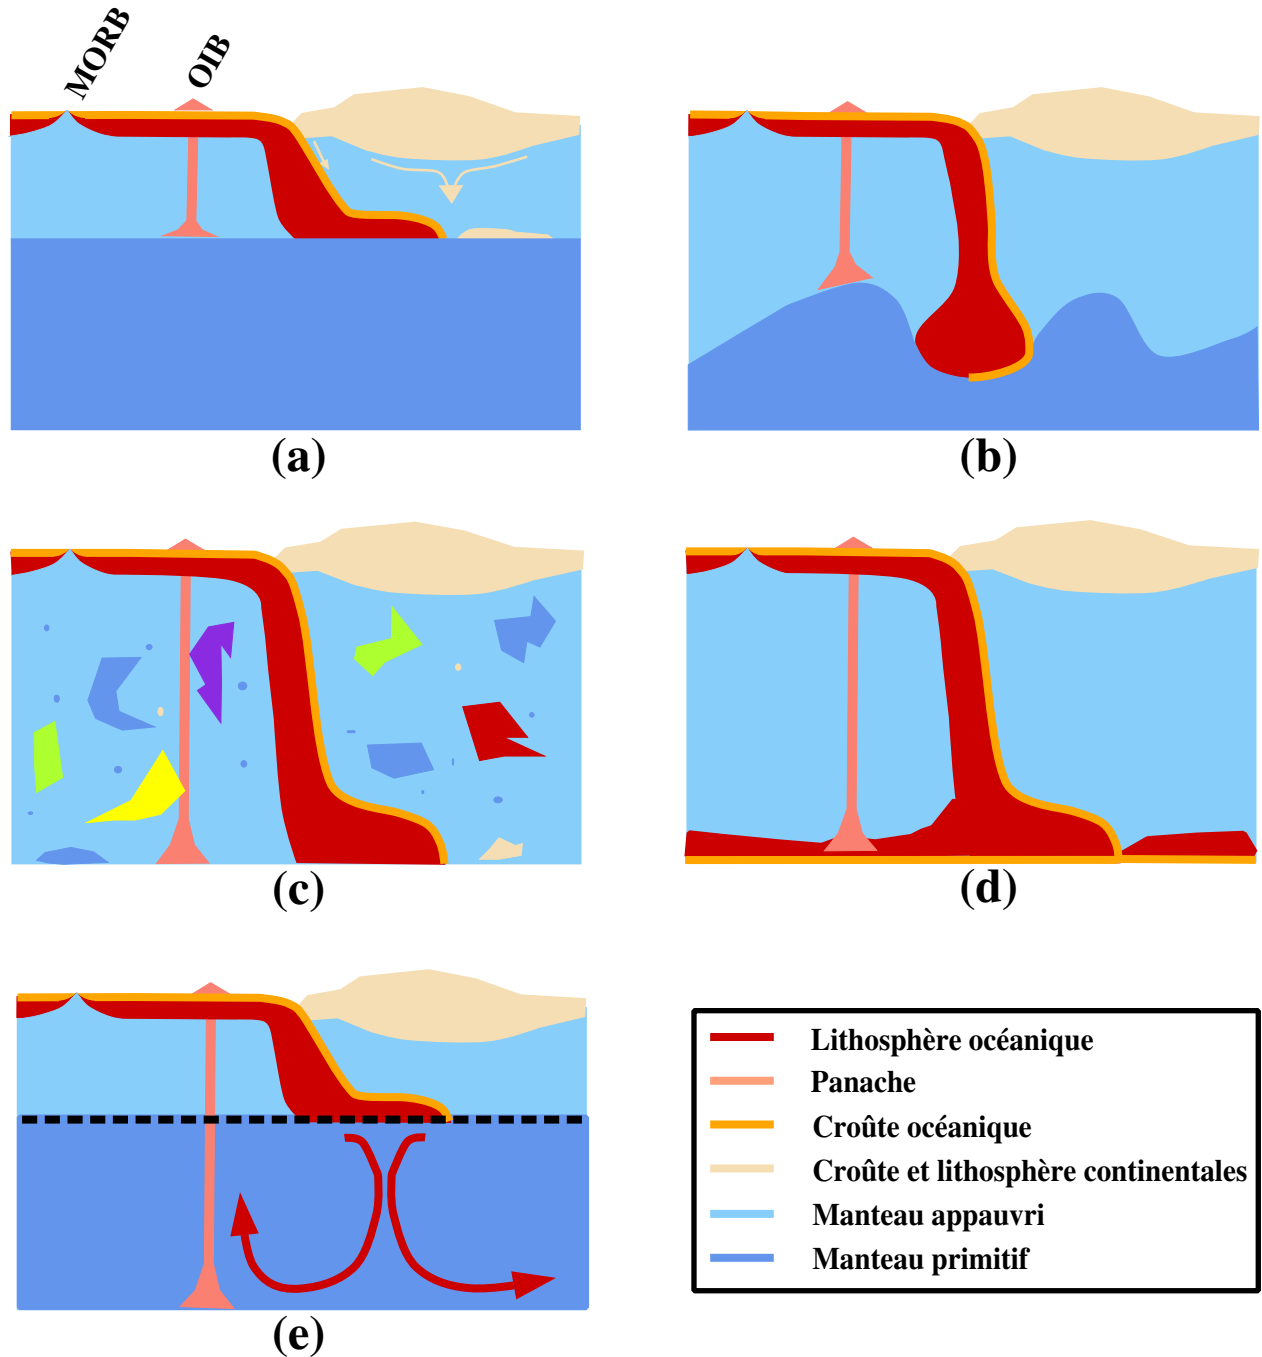 MORB
OIB
(a)
(b)
(c)
(d)
(e)
Lithosphère océanique
Panache
Croûte océanique
Croûte et lithosphère continentales
Manteau appauvri
Manteau primitif